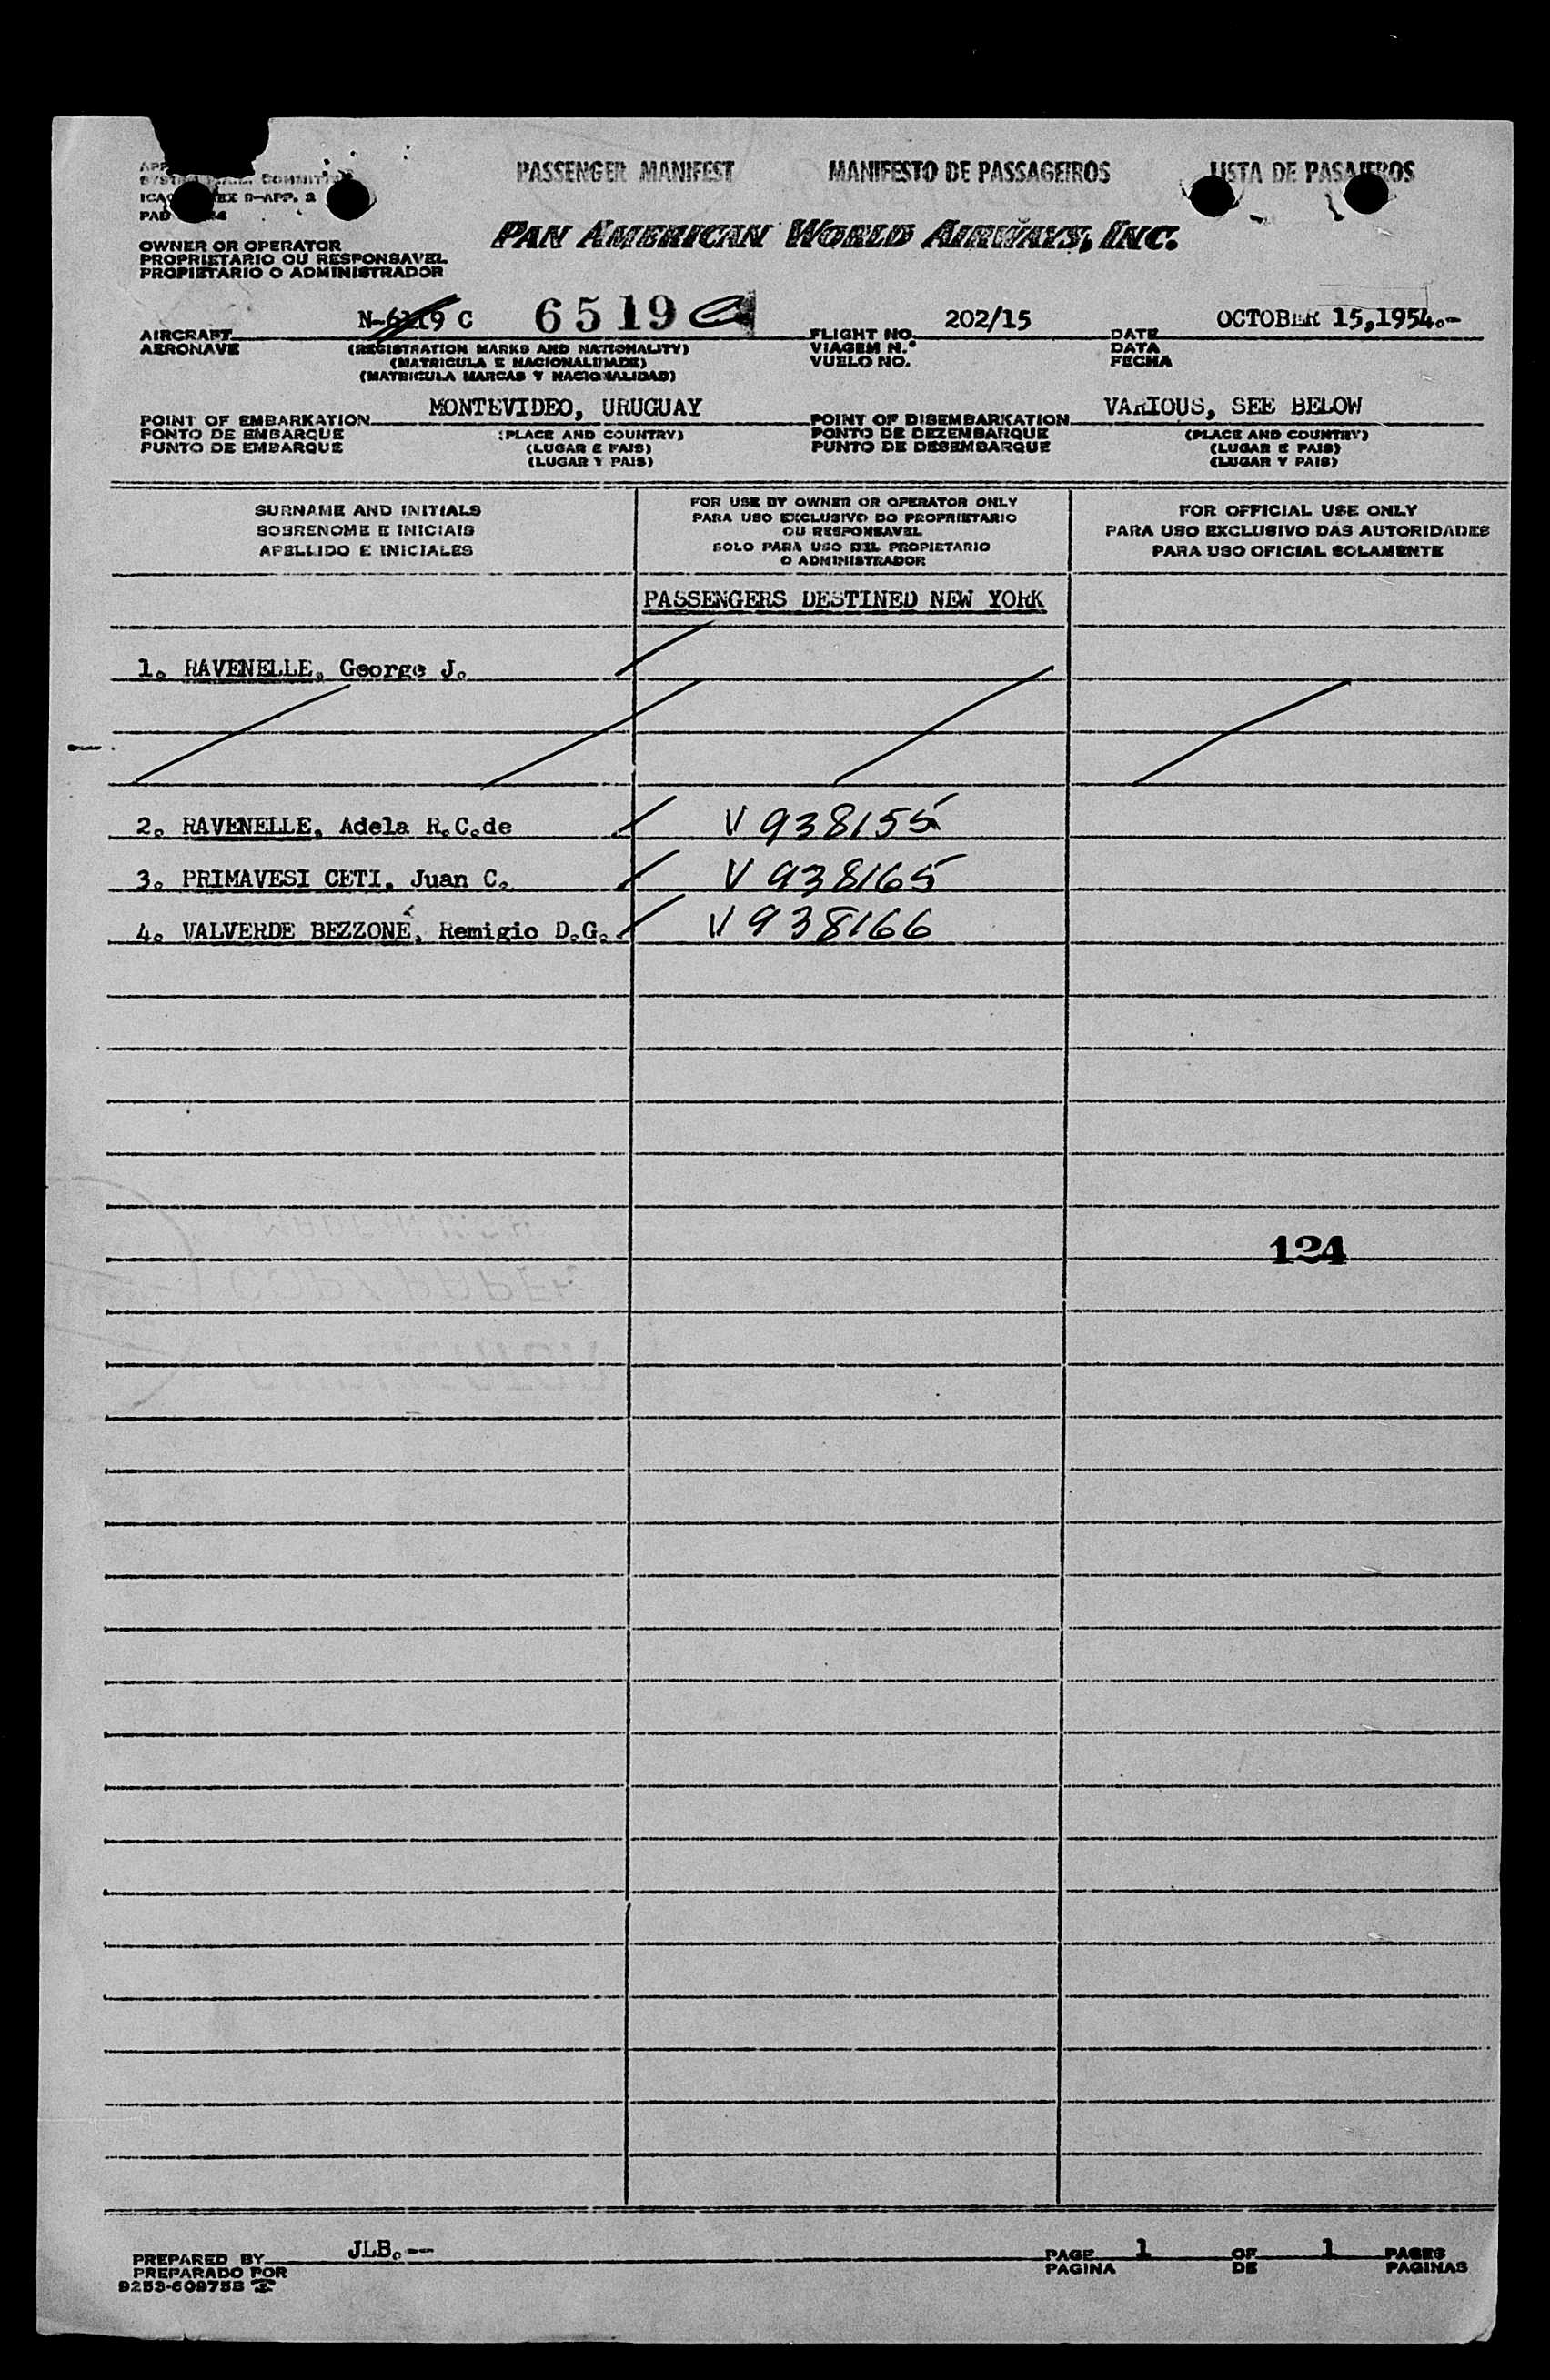 PASSENGER MANIFEST MANIFESTO DE PASSAGEIROS LISTA DE PASAJEROS
COMMITTEE
D-APP. 2
PAN AMERICAN WORLD AIRWAYS, INC.
OWNER OR OPERATOR
PROPRIETARIO OU RESPONSAVEL
PROPIETARIO O ADMINISTRADOR
AIRCRAFT N-6119 C 6519 C FLIGHT NO. 202/15 DATE OCTOBER 15,1954.-
AERONAVE (REGISTRATION MARKS AND NATIONALITY) VIAGEM N.° DATA
(MATRICULA E NACIONALIDADE) VUELO NO. FECHA
(MATRICULA MARCAS Y NACIONALIDAD)
POINT OF EMBARKATION MONTEVIDEO, URUGUAY POINT OF DISEMBARKATION VARIOUS, SEE BELOW
PONTO DE EMBARQUE (PLACE AND COUNTRY) PONTO DE DEZEMBARQUE (PLACE AND COUNTRY)
PUNTO DE EMBARQUE (LUGAR E PAIS) PUNTO DE DESEMBARQUE (LUGAR E PAIS)
(LUGAR Y PAIS) (LUGAR Y PAIS)
SURNAME AND INITIALS
SOBRENOME E INICIAIS
APELLIDO E INICIALES
FOR USE BY OWNER OR OPERATOR ONLY
PARA USO EXCLUSIVO DO PROPRIETARIO
OU RESPONSAVEL
SOLO PARA USO DEL PROPIETARIO
O ADMINISTRADOR
FOR OFFICIAL USE ONLY
PARA USO EXCLUSIVO DAS AUTORIDADES
PARA USO OFICIAL SOLAMENTE
PASSENGERS DESTINED NEW YORK
1. RAVENELLE, George J.
2. RAVENELLE, Adela R.C.de V 938155
3. PRIMAVESI CETI, Juan C. V 938165
4. VALVERDE BEZZONE, Remigio D.G. V 938166
124
PREPARED BY JLB.-- PAGE 1 OF 1 PAGES
PREPARADO POR PAGINA DE PAGINAS
9253-60975B